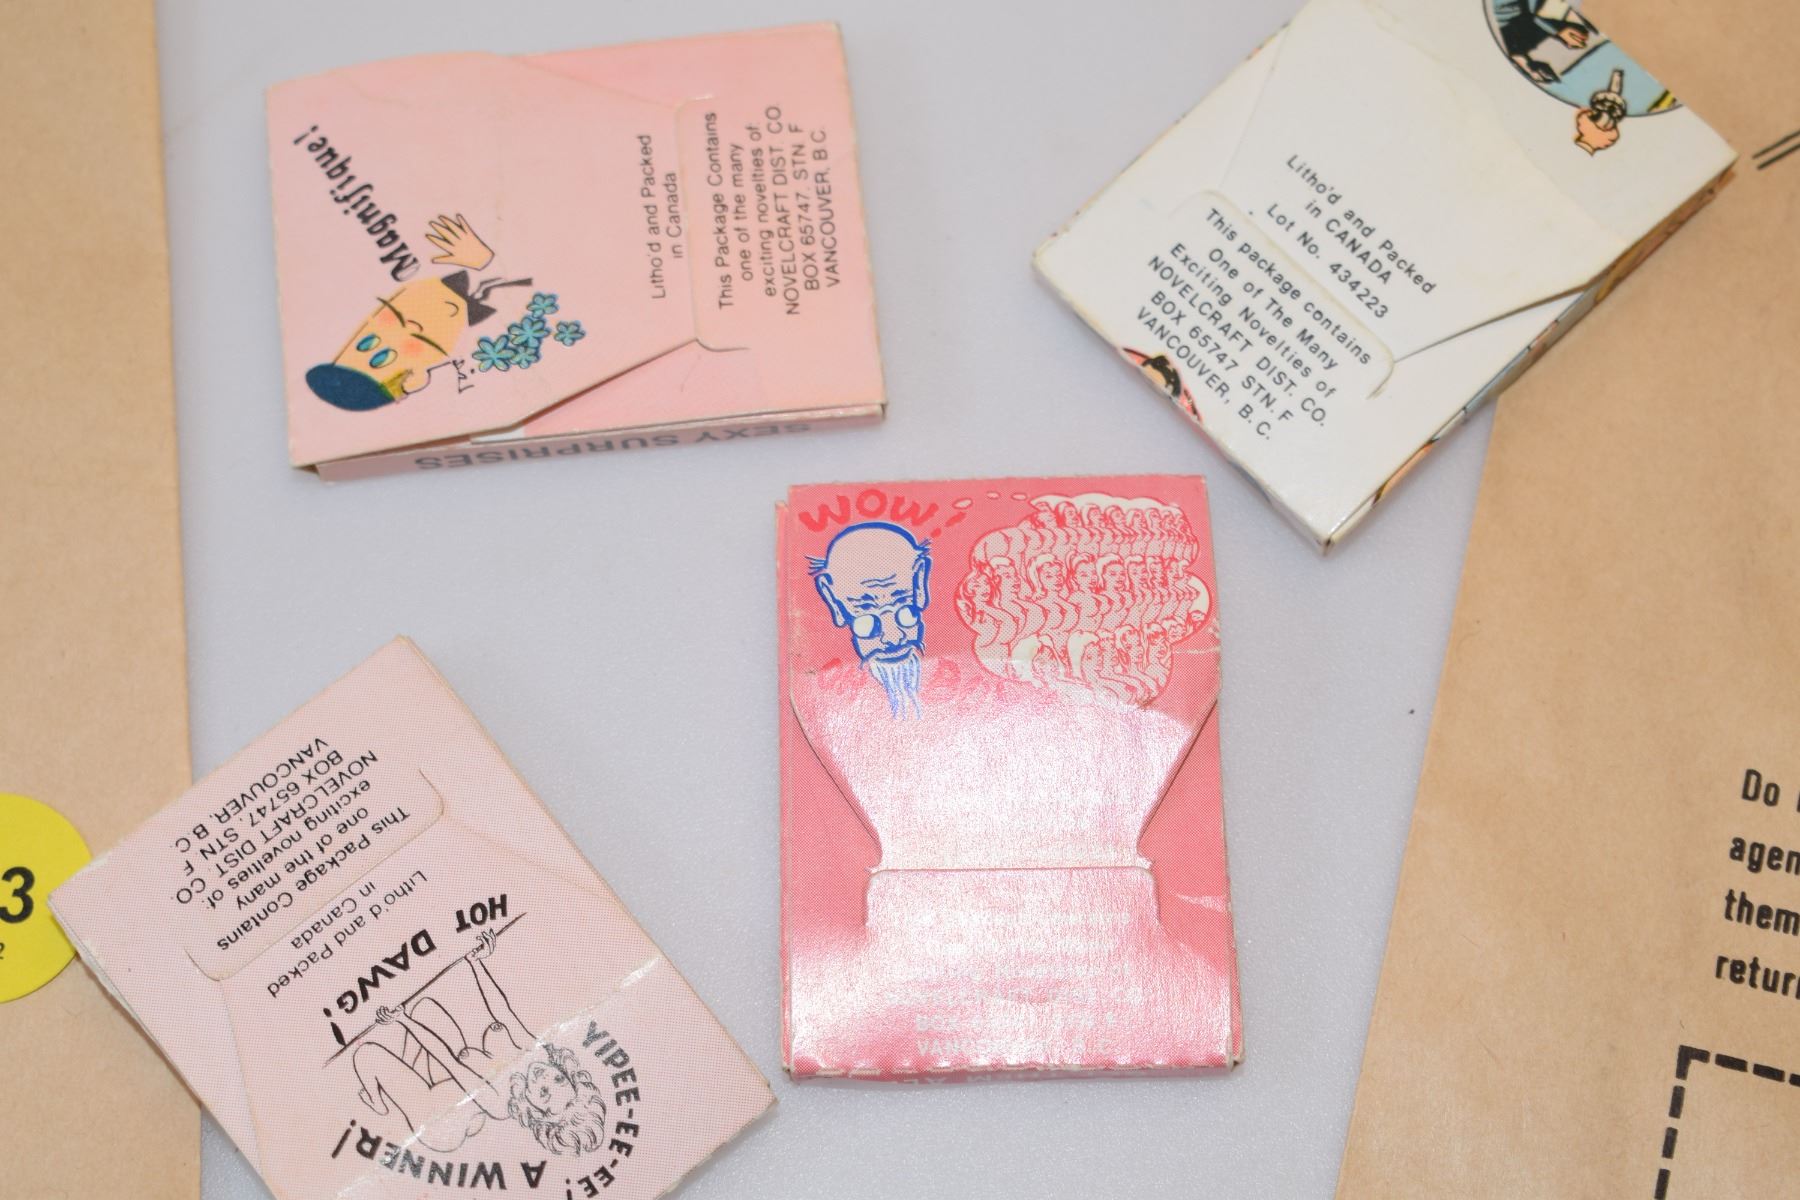 Magnifique!
Litho'd and Packed
in Canada
This Package Contains
one of the many
exciting novelties of:
NOVELCRAFT DIST. CO.
BOX 65747, STN F
VANCOUVER, B.C.
SEXY SURPRISES
Litho'd and Packed
in CANADA
Lot No. 434223
This package contains
One of The Many
Exciting Novelties of
NOVELCRAFT DIST. CO.
BOX 65747 STN. F
VANCOUVER, B.C.
WOW!
VANCOUVER, B.C.
YIPEE-EE-EE-EE!
A WINNER!
HOT DAWG!
Litho'd and Packed
in Canada
This Package Contains
one of the many
exciting novelties of:
NOVELCRAFT DIST CO.
BOX 65747, STN F
VANCOUVER, B.C.
3
Do
agen
them
return